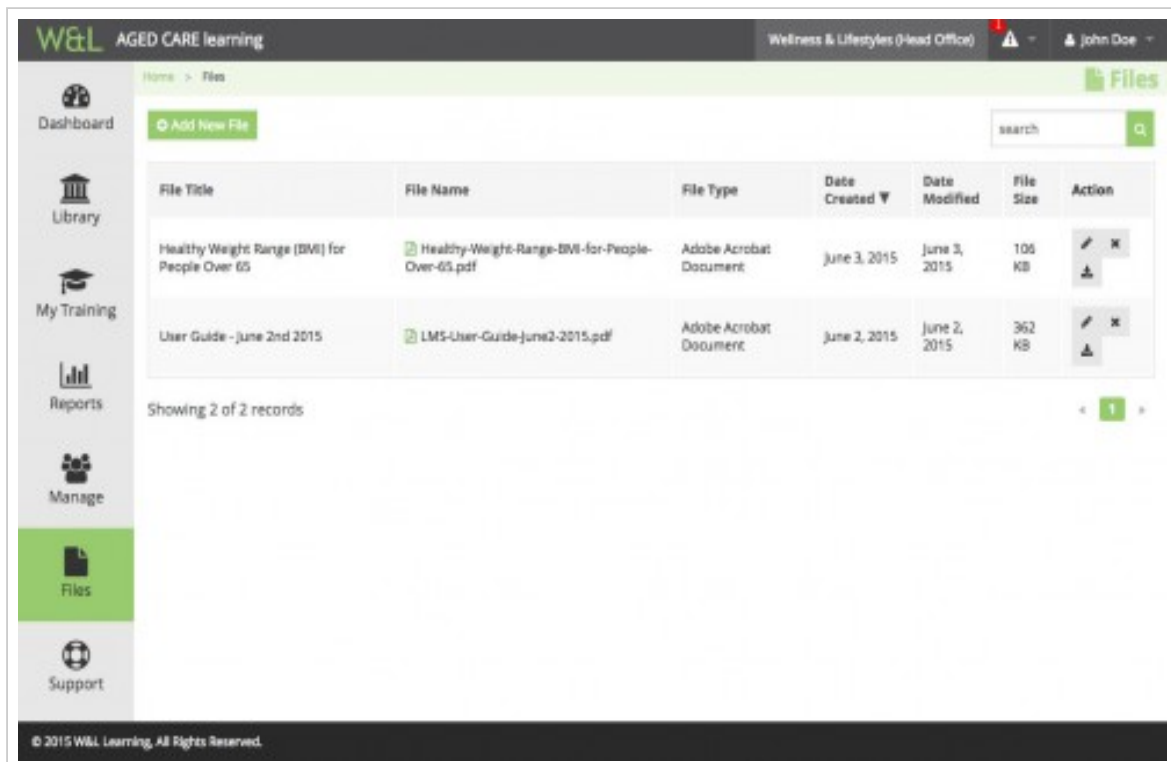 W&L AGED CARE learning
Wellness & Lifestyles (Head Office)
1
John Doe
Home > Files
Files
Dashboard
Add New File
search
Library
File Title
File Name
File Type
Date
Created ▼
Date
Modified
File
Size
Action
Healthy Weight Range (BMI) for
People Over 65
Healthy-Weight-Range-BMI-for-People-
Over-65.pdf
Adobe Acrobat
Document
June 3, 2015
June 3,
2015
106
KB
My Training
User Guide - June 2nd 2015
LMS-User-Guide-June2-2015.pdf
Adobe Acrobat
Document
June 2, 2015
June 2,
2015
362
KB
Reports
Showing 2 of 2 records
« 1 »
Manage
Files
Support
© 2015 W&L Learning, All Rights Reserved.